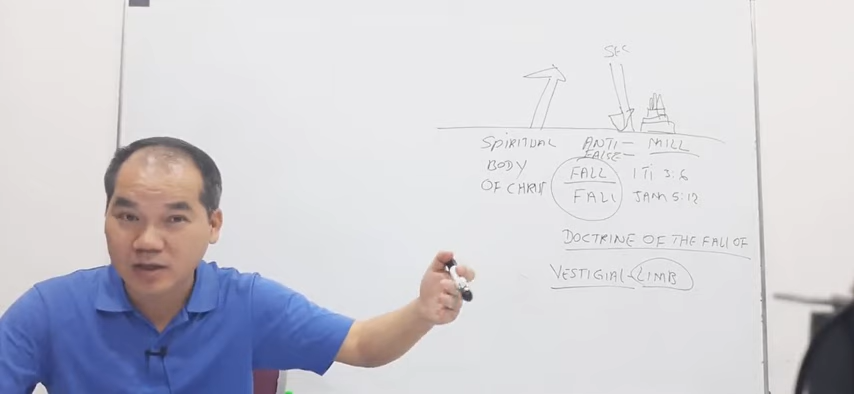 SEC
SPIRITUAL
BODY
OF CHRIST
ANTI - MILL
FALSE -
FALL 1 TI 3:6
FALL JAM 5:12
DOCTRINE OF THE FALL OF
VESTIGIAL - LIMB